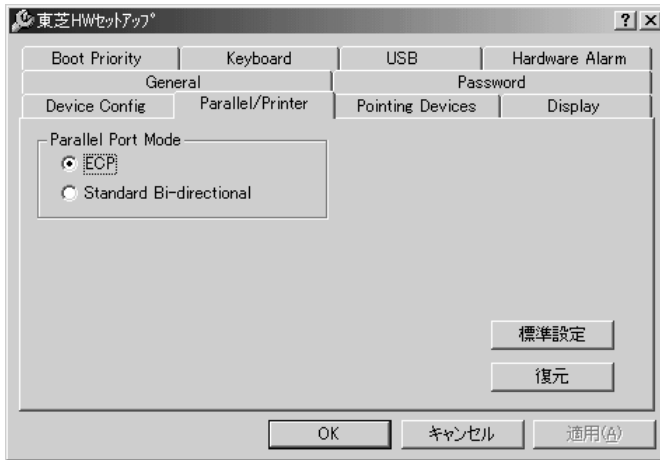 東芝HWセットアップ
Boot Priority Keyboard USB Hardware Alarm
General Password
Device Config Parallel/Printer Pointing Devices Display
Parallel Port Mode
ECP
Standard Bi-directional
標準設定
復元
OK キャンセル 適用(A)